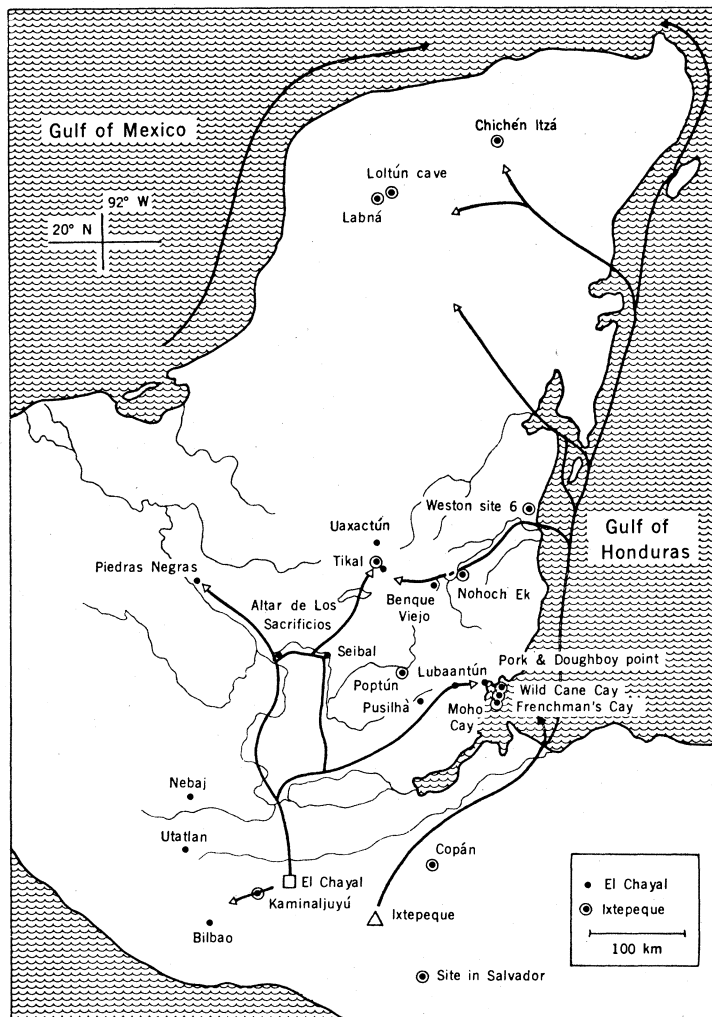 Gulf of Mexico
92° W
20° N
Chichén Itzá
Loltún cave
Labná
Weston site 6
Uaxactún
Tikal
Gulf of
Honduras
Piedras Negras
Nohoch Ek
Benque
Viejo
Altar de Los
Sacrificios
Seibal
Pork & Doughboy point
Lubaantún
Poptún
Wild Cane Cay
Pusilhà
Moho
Cay
Frenchman's Cay
Nebaj
Utatlan
Copán
El Chayal
Kaminaljuyú
Ixtepeque
Bilbao
Site in Salvador
El Chayal
Ixtepeque
100 km